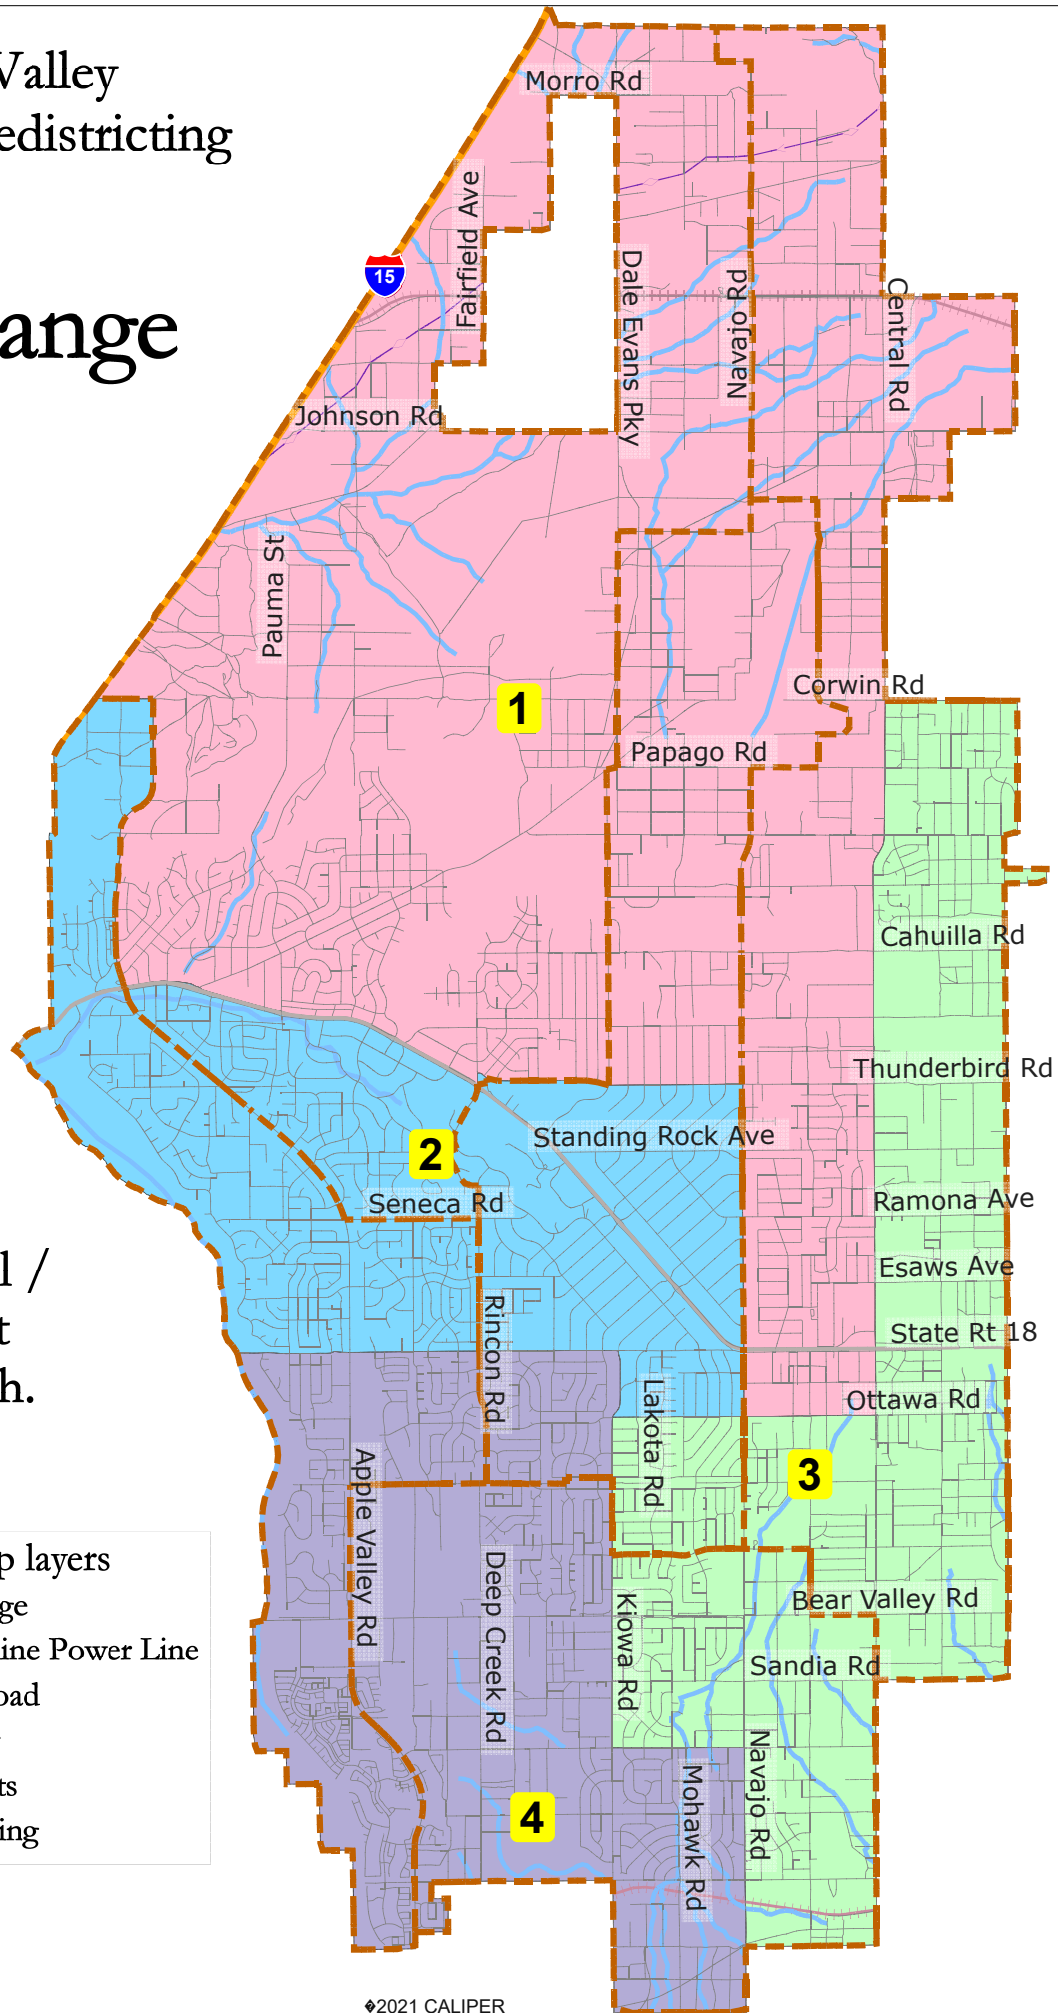 Valley
edistricting
ange
Morro Rd
Fairfield Ave
15
Dale Evans Pky
Navajo Rd
Central Rd
Johnson Rd
Pauma St
1
Corwin Rd
Papago Rd
Cahuilla Rd
Thunderbird Rd
Standing Rock Ave
2
Seneca Rd
Ramona Ave
Esaws Ave
l /
t
h.
Rincon Rd
State Rt 18
Lakota Rd
Ottawa Rd
Apple Valley Rd
3
p layers
ge
ine Power Line
oad
ts
ing
Deep Creek Rd
Kiowa Rd
Bear Valley Rd
Sandia Rd
Navajo Rd
Mohawk Rd
4
�2021 CALIPER